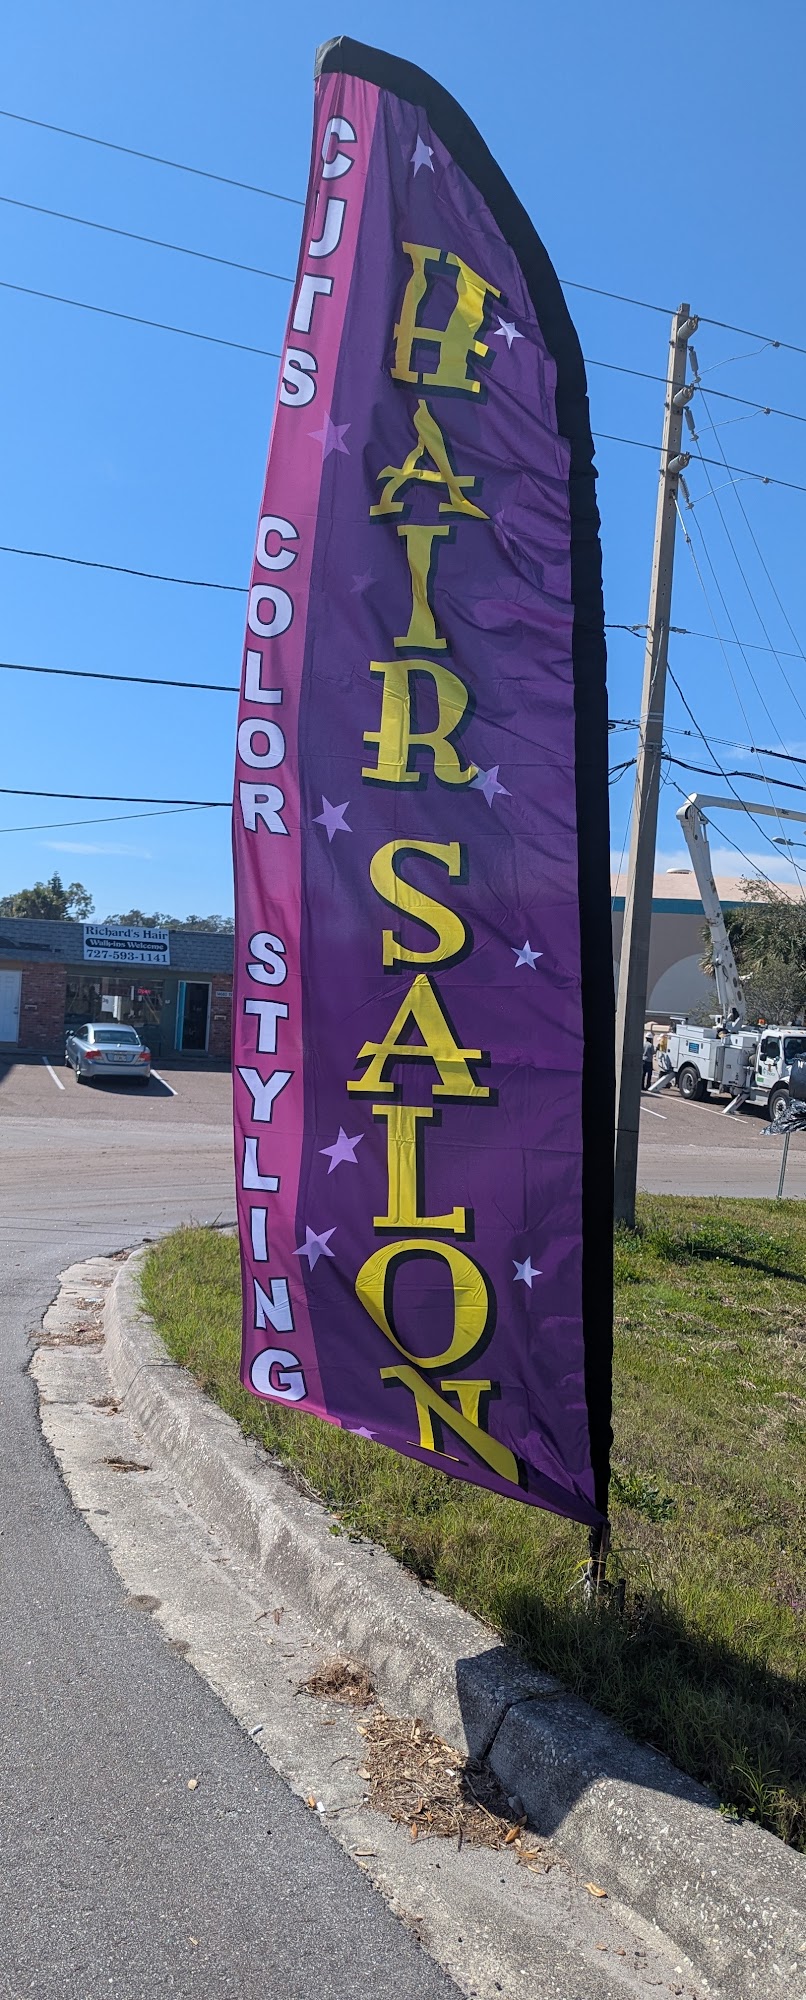 CUTS COLOR STYLING
HAIR SALON
Richard's Hair
Walk-ins Welcome
727-593-1141